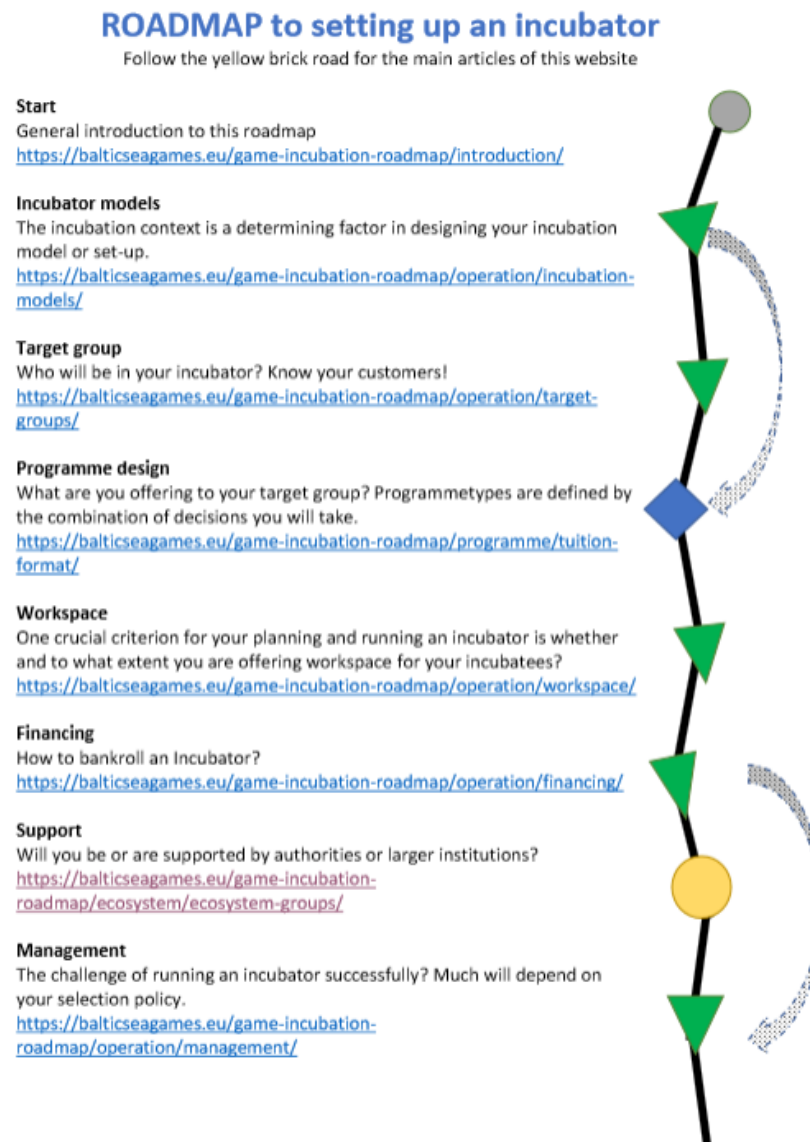 ROADMAP to setting up an incubator
Follow the yellow brick road for the main articles of this website
Start
General introduction to this roadmap
https://balticseagames.eu/game-incubation-roadmap/introduction/
Incubator models
The incubation context is a determining factor in designing your incubation
model or set-up.
https://balticseagames.eu/game-incubation-roadmap/operation/incubation-
models/
Target group
Who will be in your incubator? Know your customers!
https://balticseagames.eu/game-incubation-roadmap/operation/target-
groups/
Programme design
What are you offering to your target group? Programmetypes are defined by
the combination of decisions you will take.
https://balticseagames.eu/game-incubation-roadmap/programme/tuition-
format/
Workspace
One crucial criterion for your planning and running an incubator is whether
and to what extent you are offering workspace for your incubatees?
https://balticseagames.eu/game-incubation-roadmap/operation/workspace/
Financing
How to bankroll an Incubator?
https://balticseagames.eu/game-incubation-roadmap/operation/financing/
Support
Will you be or are supported by authorities or larger institutions?
https://balticseagames.eu/game-incubation-
roadmap/ecosystem/ecosystem-groups/
Management
The challenge of running an incubator successfully? Much will depend on
your selection policy.
https://balticseagames.eu/game-incubation-
roadmap/operation/management/